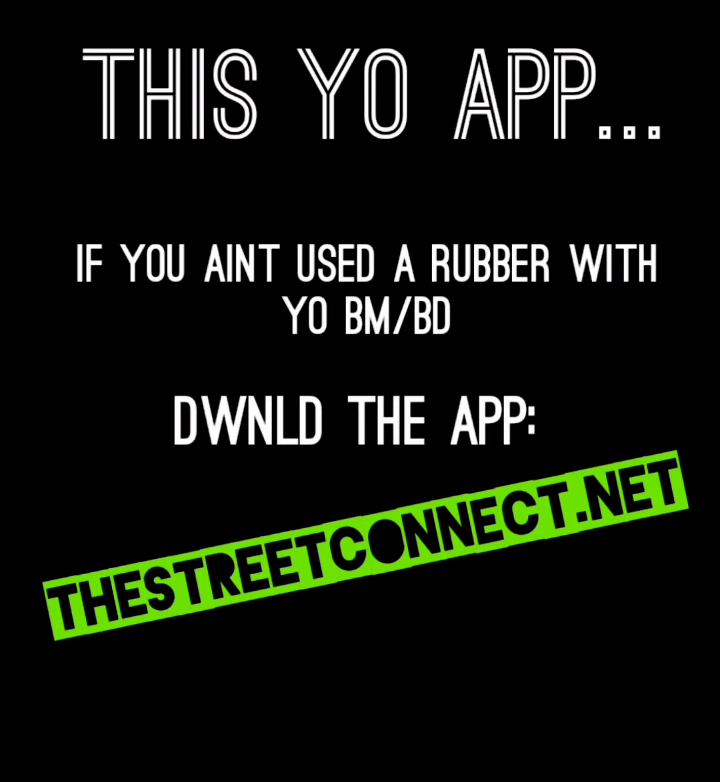 THIS YO APP...
IF YOU AINT USED A RUBBER WITH
YO BM/BD
DWNLD THE APP:
THESTREETCONNECT.NET